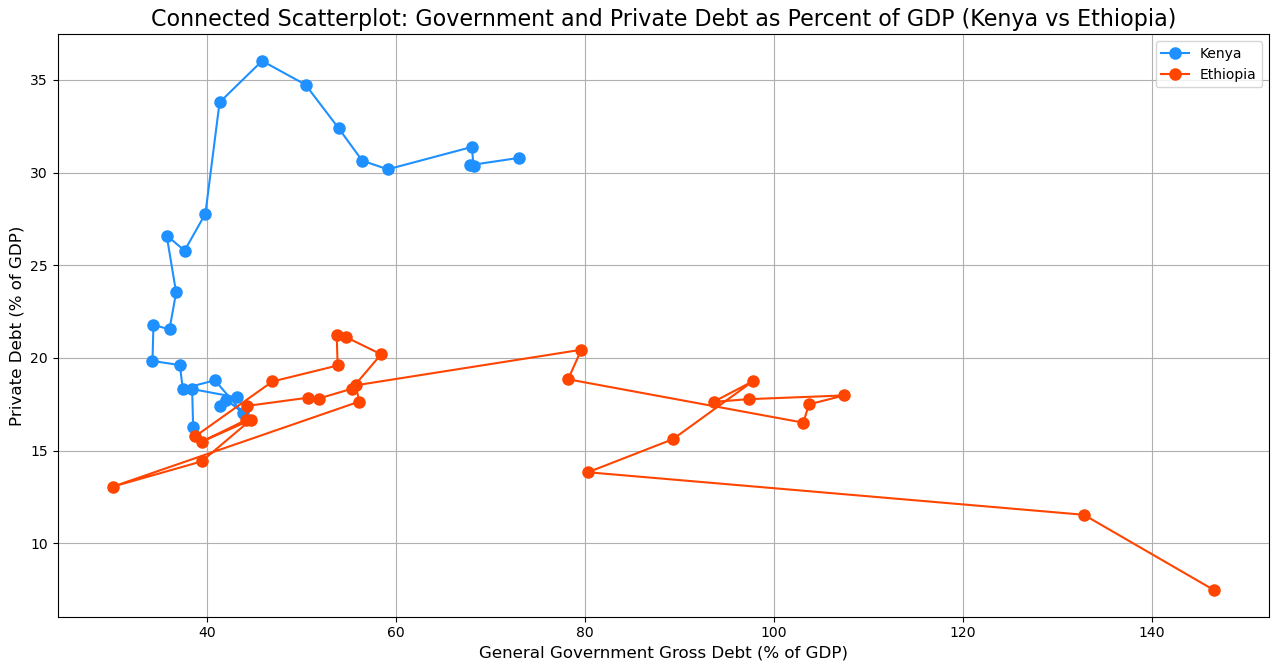 Connected Scatterplot: Government and Private Debt as Percent of GDP (Kenya vs Ethiopia)
Kenya
Ethiopia
35
30
25
20
15
10
Private Debt (% of GDP)
40 60 80 100 120 140
General Government Gross Debt (% of GDP)